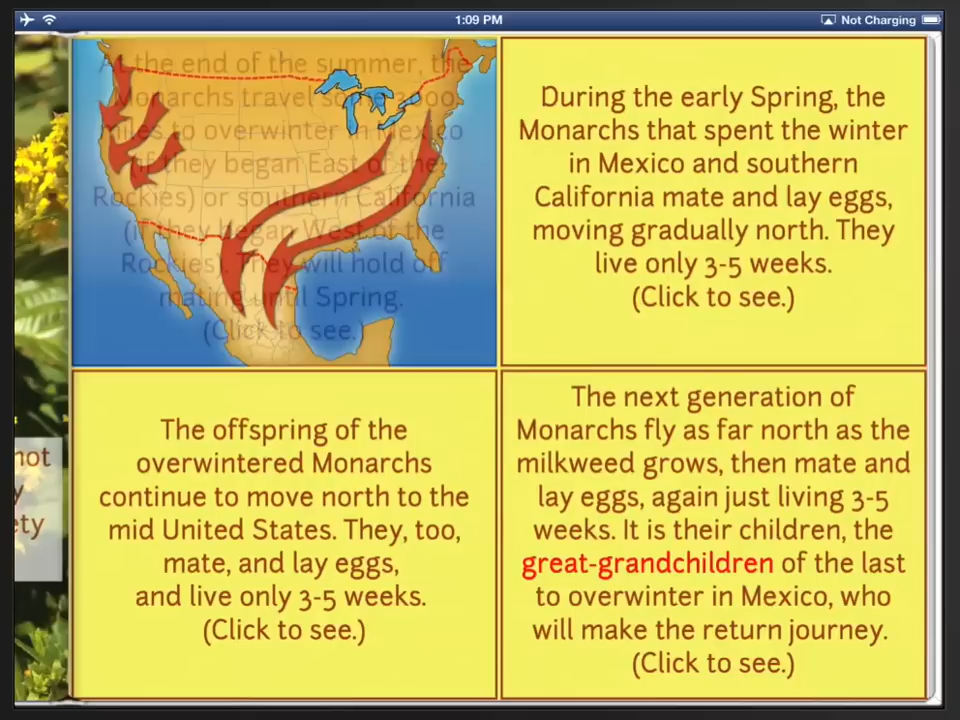 1:09 PM
Not Charging
At the end of the summer, the
Monarchs travel some
miles to overwinter in Mexico
(if they began East of the
Rockies) or southern California
(if they began West of the
Rockies). They will hold off
mating until Spring.
(Click to see.)
During the early Spring, the
Monarchs that spent the winter
in Mexico and southern
California mate and lay eggs,
moving gradually north. They
live only 3-5 weeks.
(Click to see.)
not
y
ety
The offspring of the
overwintered Monarchs
continue to move north to the
mid United States. They, too,
mate, and lay eggs,
and live only 3-5 weeks.
(Click to see.)
The next generation of
Monarchs fly as far north as the
milkweed grows, then mate and
lay eggs, again just living 3-5
weeks. It is their children, the
great-grandchildren of the last
to overwinter in Mexico, who
will make the return journey.
(Click to see.)